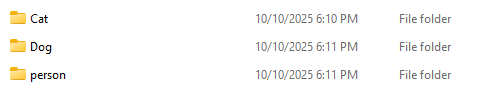 Cat 10/10/2025 6:10 PM File folder
Dog 10/10/2025 6:11 PM File folder
person 10/10/2025 6:11 PM File folder